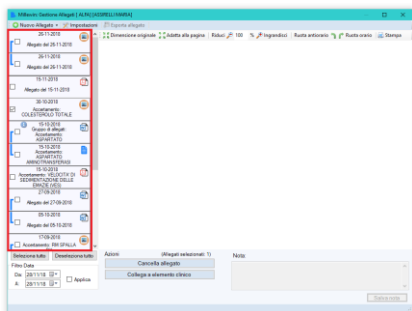 Millewin Gestione Allegati [ALFA] [ASPELLI MARIA]
Nuovo Allegato
Impostazioni
Esporta allegato
Dimensione originale
Adatta alla pagina
Riduci
100
%
Ingrandisci
Ruota antiorario
Ruota orario
Stampa
26-11-2018
Allegato del 26-11-2018
26-11-2018
Allegato del 26-11-2018
15-11-2018
Allegato del 15-11-2018
30-10-2018
Accertamento:
COLESTEROLO TOTALE
15-10-2018
Gruppo di allegati:
Accertamento
ASPARTATO
15-10-2018
Accertamento:
ASPARTATO
AMINOTRANSFERASI
15-10-2018
Accertamento: VELOCITA' DI
SEDIMENTAZIONE DELLE
EMAZIE (VES)
27-09-2018
Allegato del 27-09-2018
05-10-2018
Allegato del 05-10-2018
17-09-2018
Accertamento: RM SPALLA
Seleziona tutto
Deseleziona tutto
Filtro Data
Da
28/11/18
A
28/11/18
Applica
Azioni
(Allegati selezionati: 1)
Cancella allegato
Collega a elemento clinico
Note
Salva note